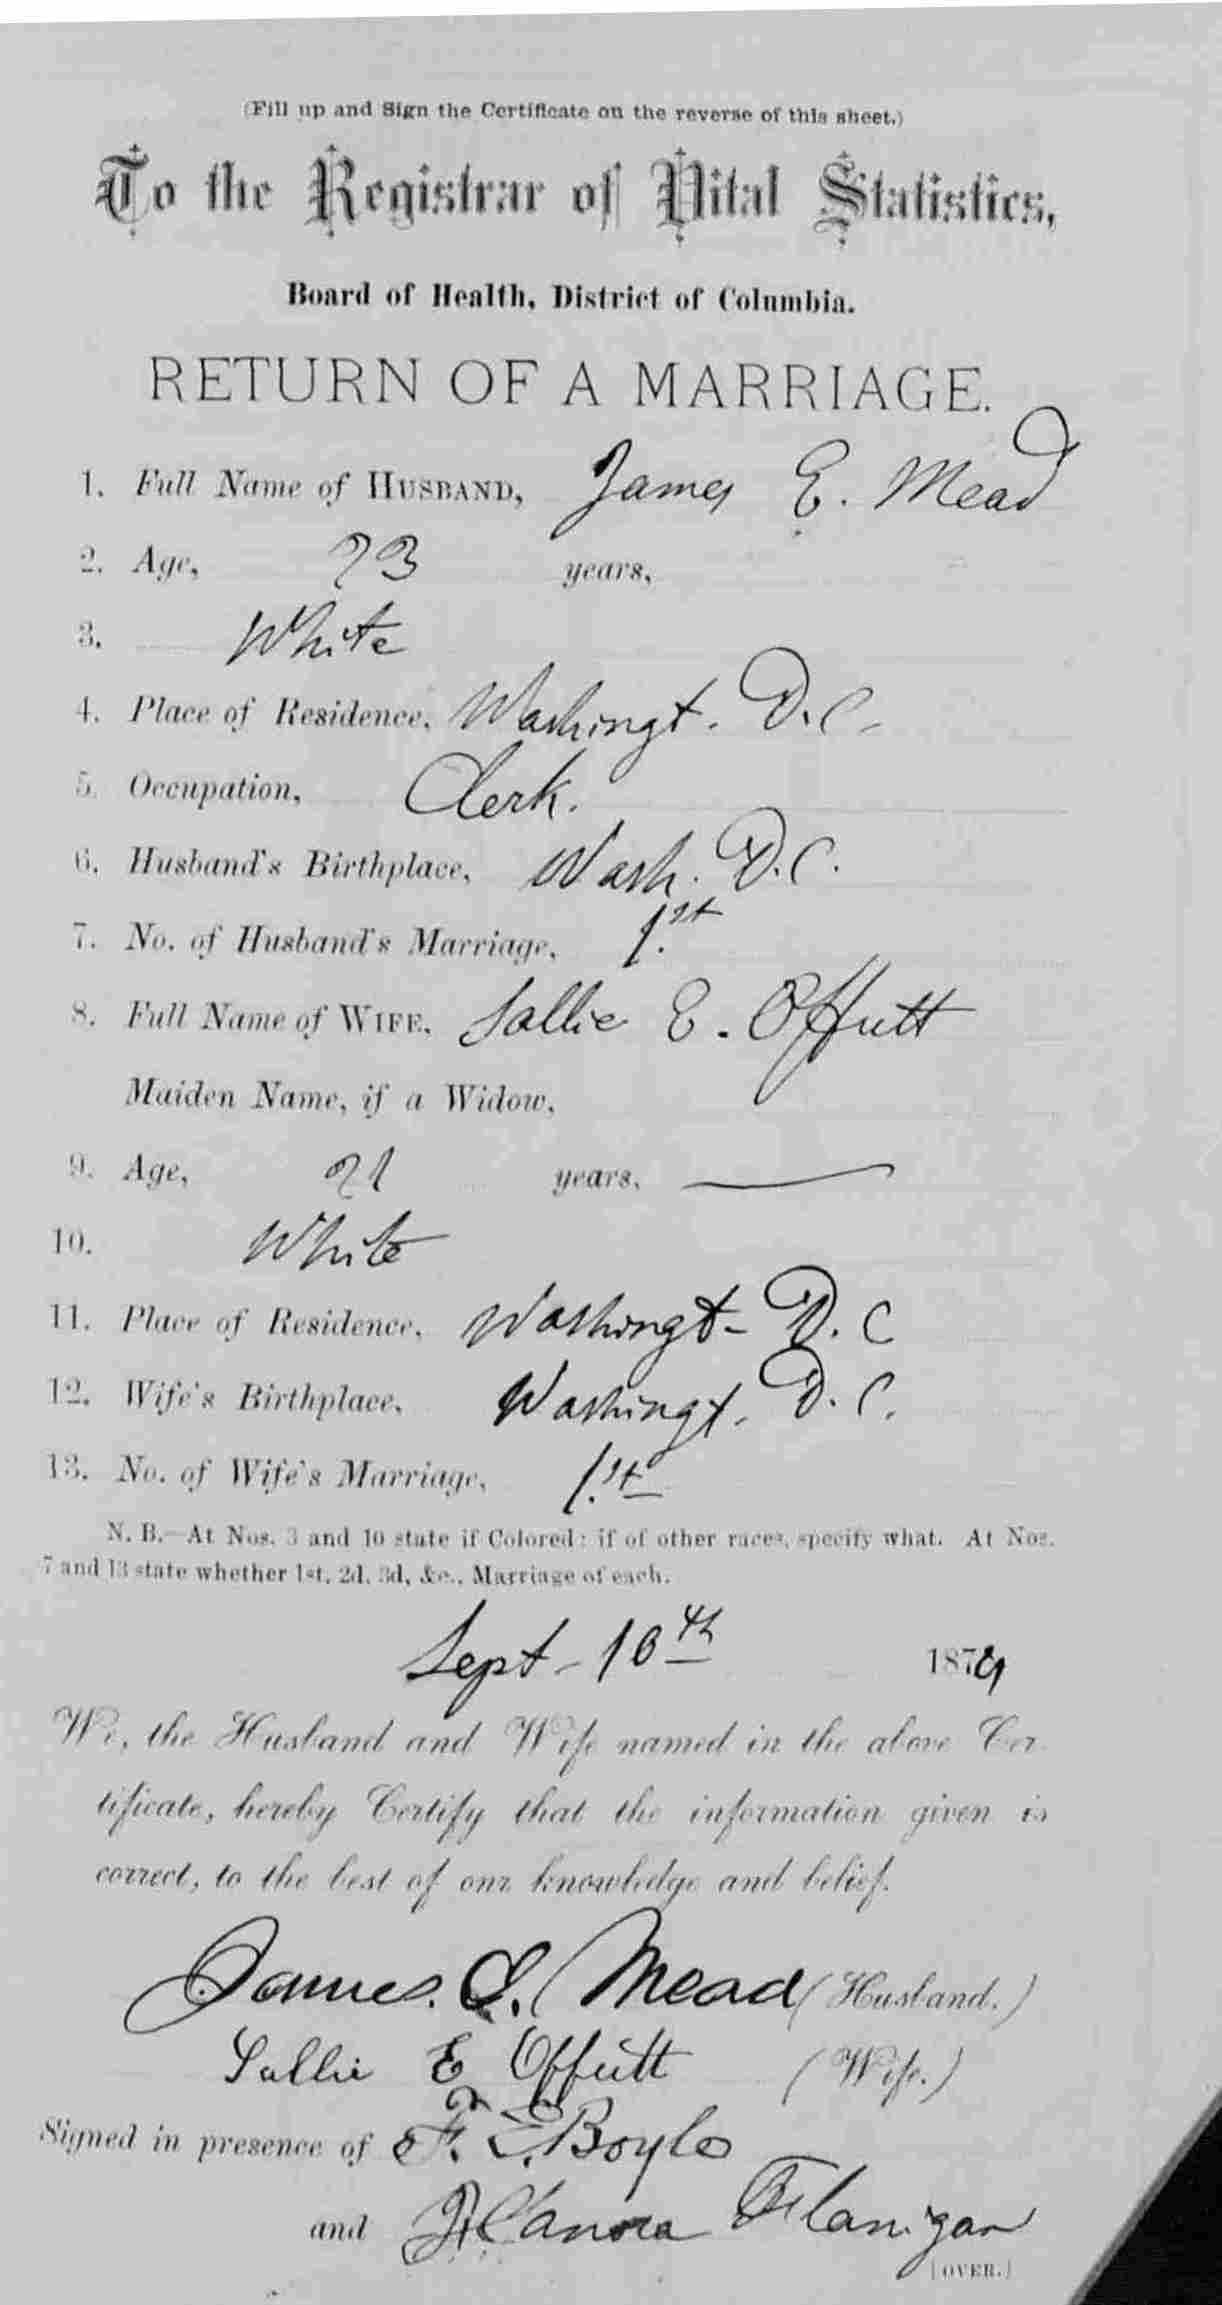 (Fill up and Sign the Certificate on the reverse of this sheet.)
To the Registrar of Vital Statistics,
Board of Health, District of Columbia.
RETURN OF A MARRIAGE.
1. Full Name of HUSBAND, James E. Mead
2. Age, 23 years,
3. White
4. Place of Residence, Washingt. D.C.
5. Occupation, Clerk.
6. Husband's Birthplace, Wash. D.C.
7. No. of Husband's Marriage, 1st
8. Full Name of WIFE, Sallie E. Offutt
Maiden Name, if a Widow,
9. Age, 21 years,
10. White
11. Place of Residence, Washingt- D.C
12. Wife's Birthplace, Washingt. D.C.
13. No. of Wife's Marriage, 1st
N. B.—At Nos. 3 and 10 state if Colored; if of other races, specify what. At Nos.
7 and 13 state whether 1st, 2d, 3d, &c., Marriage of each.
Sept- 10th 1874
We, the Husband and Wife named in the above Cer-
tificate, hereby Certify that the information given is
correct, to the best of our knowledge and belief.
James. E. Mead (Husband.)
Sallie E Offutt (Wife.)
Signed in presence of F. E. Boyle
and Flanigan
[OVER.]